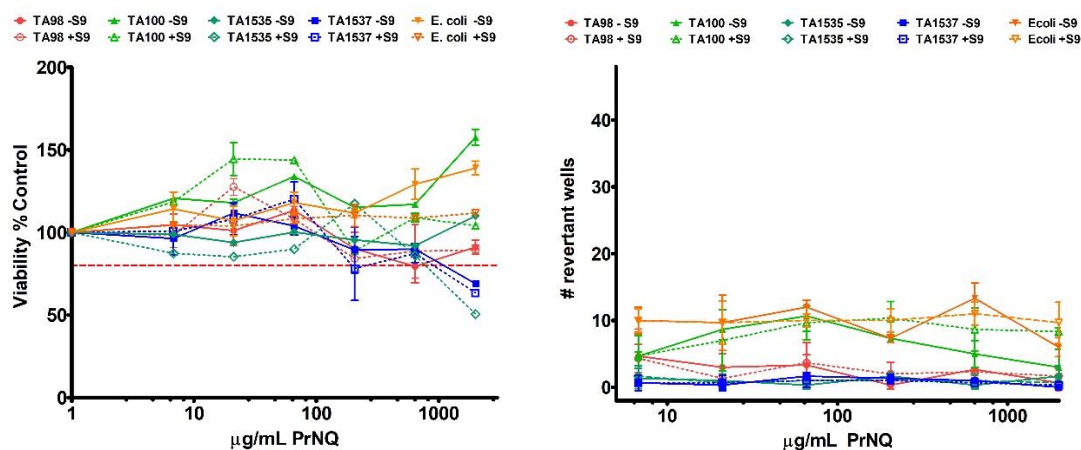 TA98 -S9 TA100 -S9 TA1535 -S9 TA1537 -S9 E. coli -S9
TA98 +S9 TA100 +S9 TA1535 +S9 TA1537 +S9 E. coli +S9
200
150
100
50
0
Viability % Control
1 10 100 1000
µg/mL PrNQ
TA98 - S9 TA100 -S9 TA1535 -S9 TA1537 -S9 Ecoli -S9
TA98 + S9 TA100 +S9 TA1535 +S9 TA1537 +S9 Ecoli +S9
40
30
20
10
0
# revertant wells
10 100 1000
µg/mL PrNQ